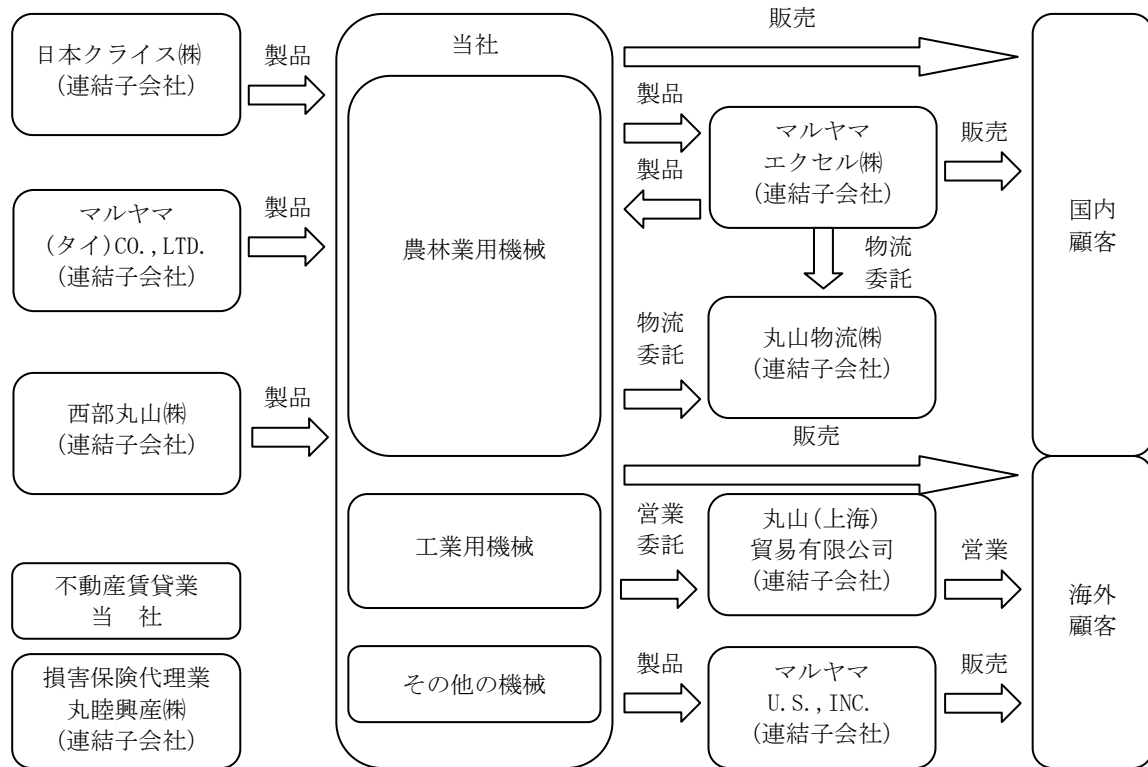 日本クライス㈱
(連結子会社)
製品
マルヤマ
(タイ)CO.,LTD.
(連結子会社)
製品
西部丸山㈱
(連結子会社)
製品
不動産賃貸業
当　社
損害保険代理業
丸睦興産㈱
(連結子会社)
当社
農林業用機械
工業用機械
その他の機械
販売
製品
製品
マルヤマ
エクセル㈱
(連結子会社)
販売
物流
委託
物流
委託
丸山物流㈱
(連結子会社)
販売
営業
委託
丸山(上海)
貿易有限公司
(連結子会社)
営業
製品
マルヤマ
U.S.,INC.
(連結子会社)
販売
国内
顧客
海外
顧客